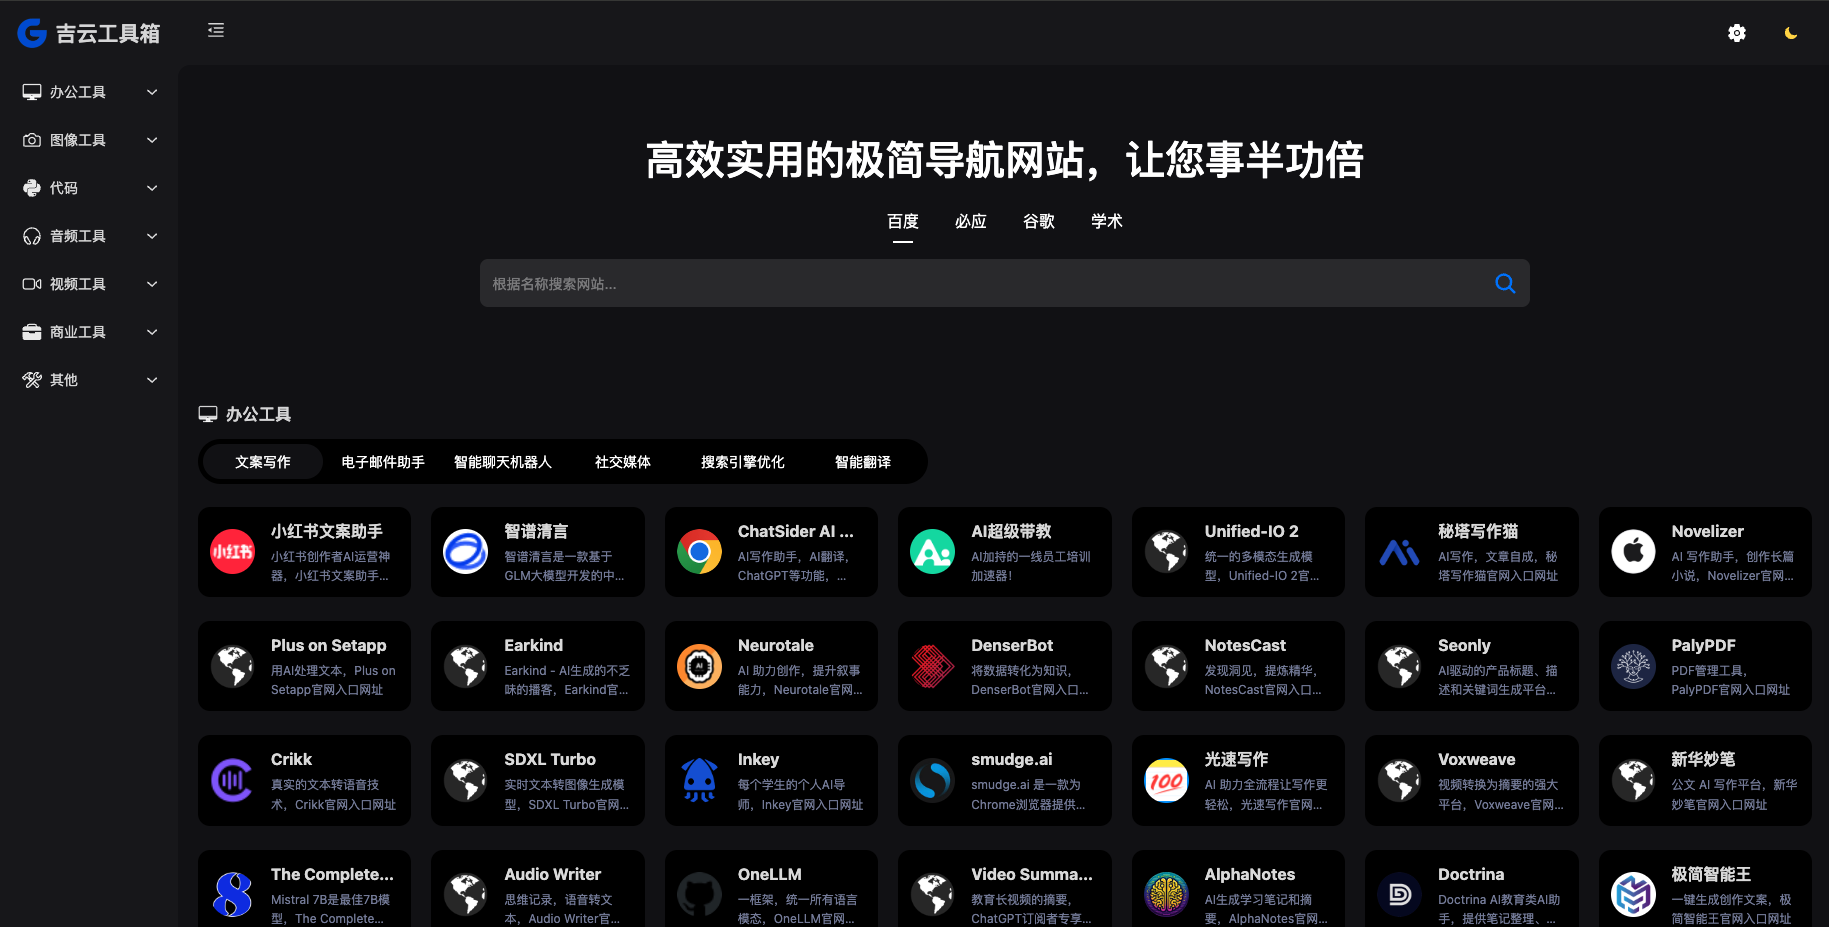 吉云工具箱
办公工具
图像工具
代码
音频工具
视频工具
商业工具
其他
高效实用的极简导航网站，让您事半功倍
百度 必应 谷歌 学术
根据名称搜索网站...
办公工具
文案写作 电子邮件助手 智能聊天机器人 社交媒体 搜索引擎优化 智能翻译
小红书
小红书文案助手
小红书创作者AI运营神
器，小红书文案助手...
智谱清言
智谱清言是一款基于
GLM大模型开发的中...
ChatSider AI ...
AI写作助手，AI翻译，
ChatGPT等功能，...
AI超级带教
AI加持的一线员工培训
加速器！
Unified-IO 2
统一的多模态生成模
型，Unified-IO 2官...
秘塔写作猫
AI写作，文章自成，秘
塔写作猫官网入口网址
Novelizer
AI 写作助手，创作长篇
小说，Novelizer官网...
Plus on Setapp
用AI处理文本，Plus on
Setapp官网入口网址
Earkind
Earkind - AI生成的不乏
味的播客，Earkind官...
AI
Neurotale
AI 助力创作，提升叙事
能力，Neurotale官网...
DenserBot
将数据转化为知识，
DenserBot官网入口...
NotesCast
发现洞见，提炼精华，
NotesCast官网入口...
Seonly
AI驱动的产品标题、描
述和关键词生成平台...
PalyPDF
PDF管理工具，
PalyPDF官网入口网址
Crikk
真实的文本转语音技
术，Crikk官网入口网址
SDXL Turbo
实时文本转图像生成模
型，SDXL Turbo官网...
Inkey
每个学生的个人AI导
师，Inkey官网入口网址
smudge.ai
smudge.ai 是一款为
Chrome浏览器提供...
100
光速写作
AI 助力全流程让写作更
轻松，光速写作官网...
Voxweave
视频转换为摘要的强大
平台，Voxweave官网...
新华妙笔
公文 AI 写作平台，新华
妙笔官网入口网址
The Complete...
Mistral 7B是最佳7B模
型，The Complete...
Audio Writer
思维记录，语音转文
本，Audio Writer官...
OneLLM
一框架，统一所有语言
模态，OneLLM官网...
Video Summa...
教育长视频的摘要，
ChatGPT订阅者专享...
AlphaNotes
AI生成学习笔记和摘
要，AlphaNotes官网...
Doctrina
Doctrina AI教育类AI助
手，提供笔记整理、...
极简智能王
一键生成创作文案，极
简智能王官网入口网址